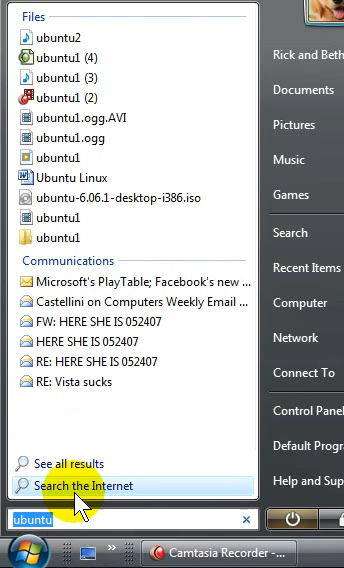 Files
ubuntu2
ubuntu1 (4)
ubuntu1 (3)
ubuntu1 (2)
ubuntu1.ogg.AVI
ubuntu1.ogg
ubuntu1
Ubuntu Linux
ubuntu-6.06.1-desktop-i386.iso
ubuntu1
ubuntu1
Communications
Microsoft's PlayTable; Facebook's new ...
Castellini on Computers Weekly Email ...
FW: HERE SHE IS 052407
HERE SHE IS 052407
RE: HERE SHE IS 052407
RE: Vista sucks
See all results
Search the Internet
ubuntu
Rick and Beth
Documents
Pictures
Music
Games
Search
Recent Items
Computer
Network
Connect To
Control Panel
Default Progra
Help and Supp
»
Camtasia Recorder -...